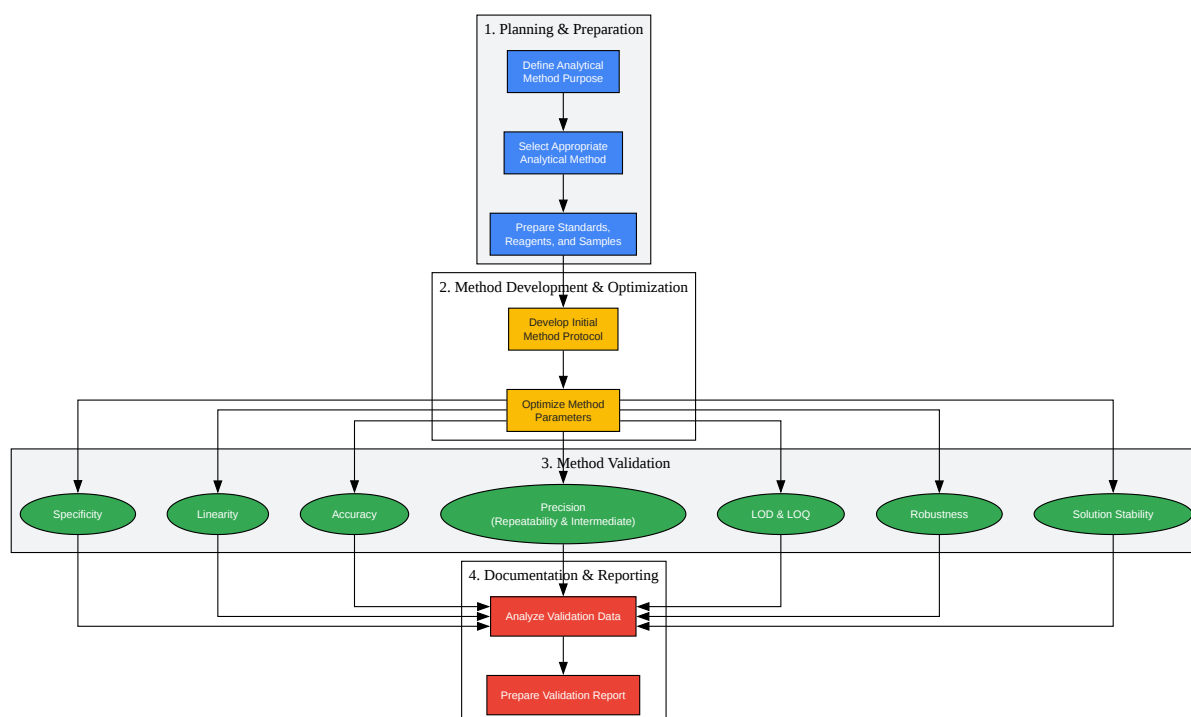 1. Planning & Preparation
Define Analytical
Method Purpose
Select Appropriate
Analytical Method
Prepare Standards,
Reagents, and Samples
2. Method Development & Optimization
Develop Initial
Method Protocol
Optimize Method
Parameters
3. Method Validation
Specificity
Linearity
Accuracy
Precision
(Repeatability & Intermediate)
LOD & LOQ
Robustness
Solution Stability
4. Documentation & Reporting
Analyze Validation Data
Prepare Validation Report